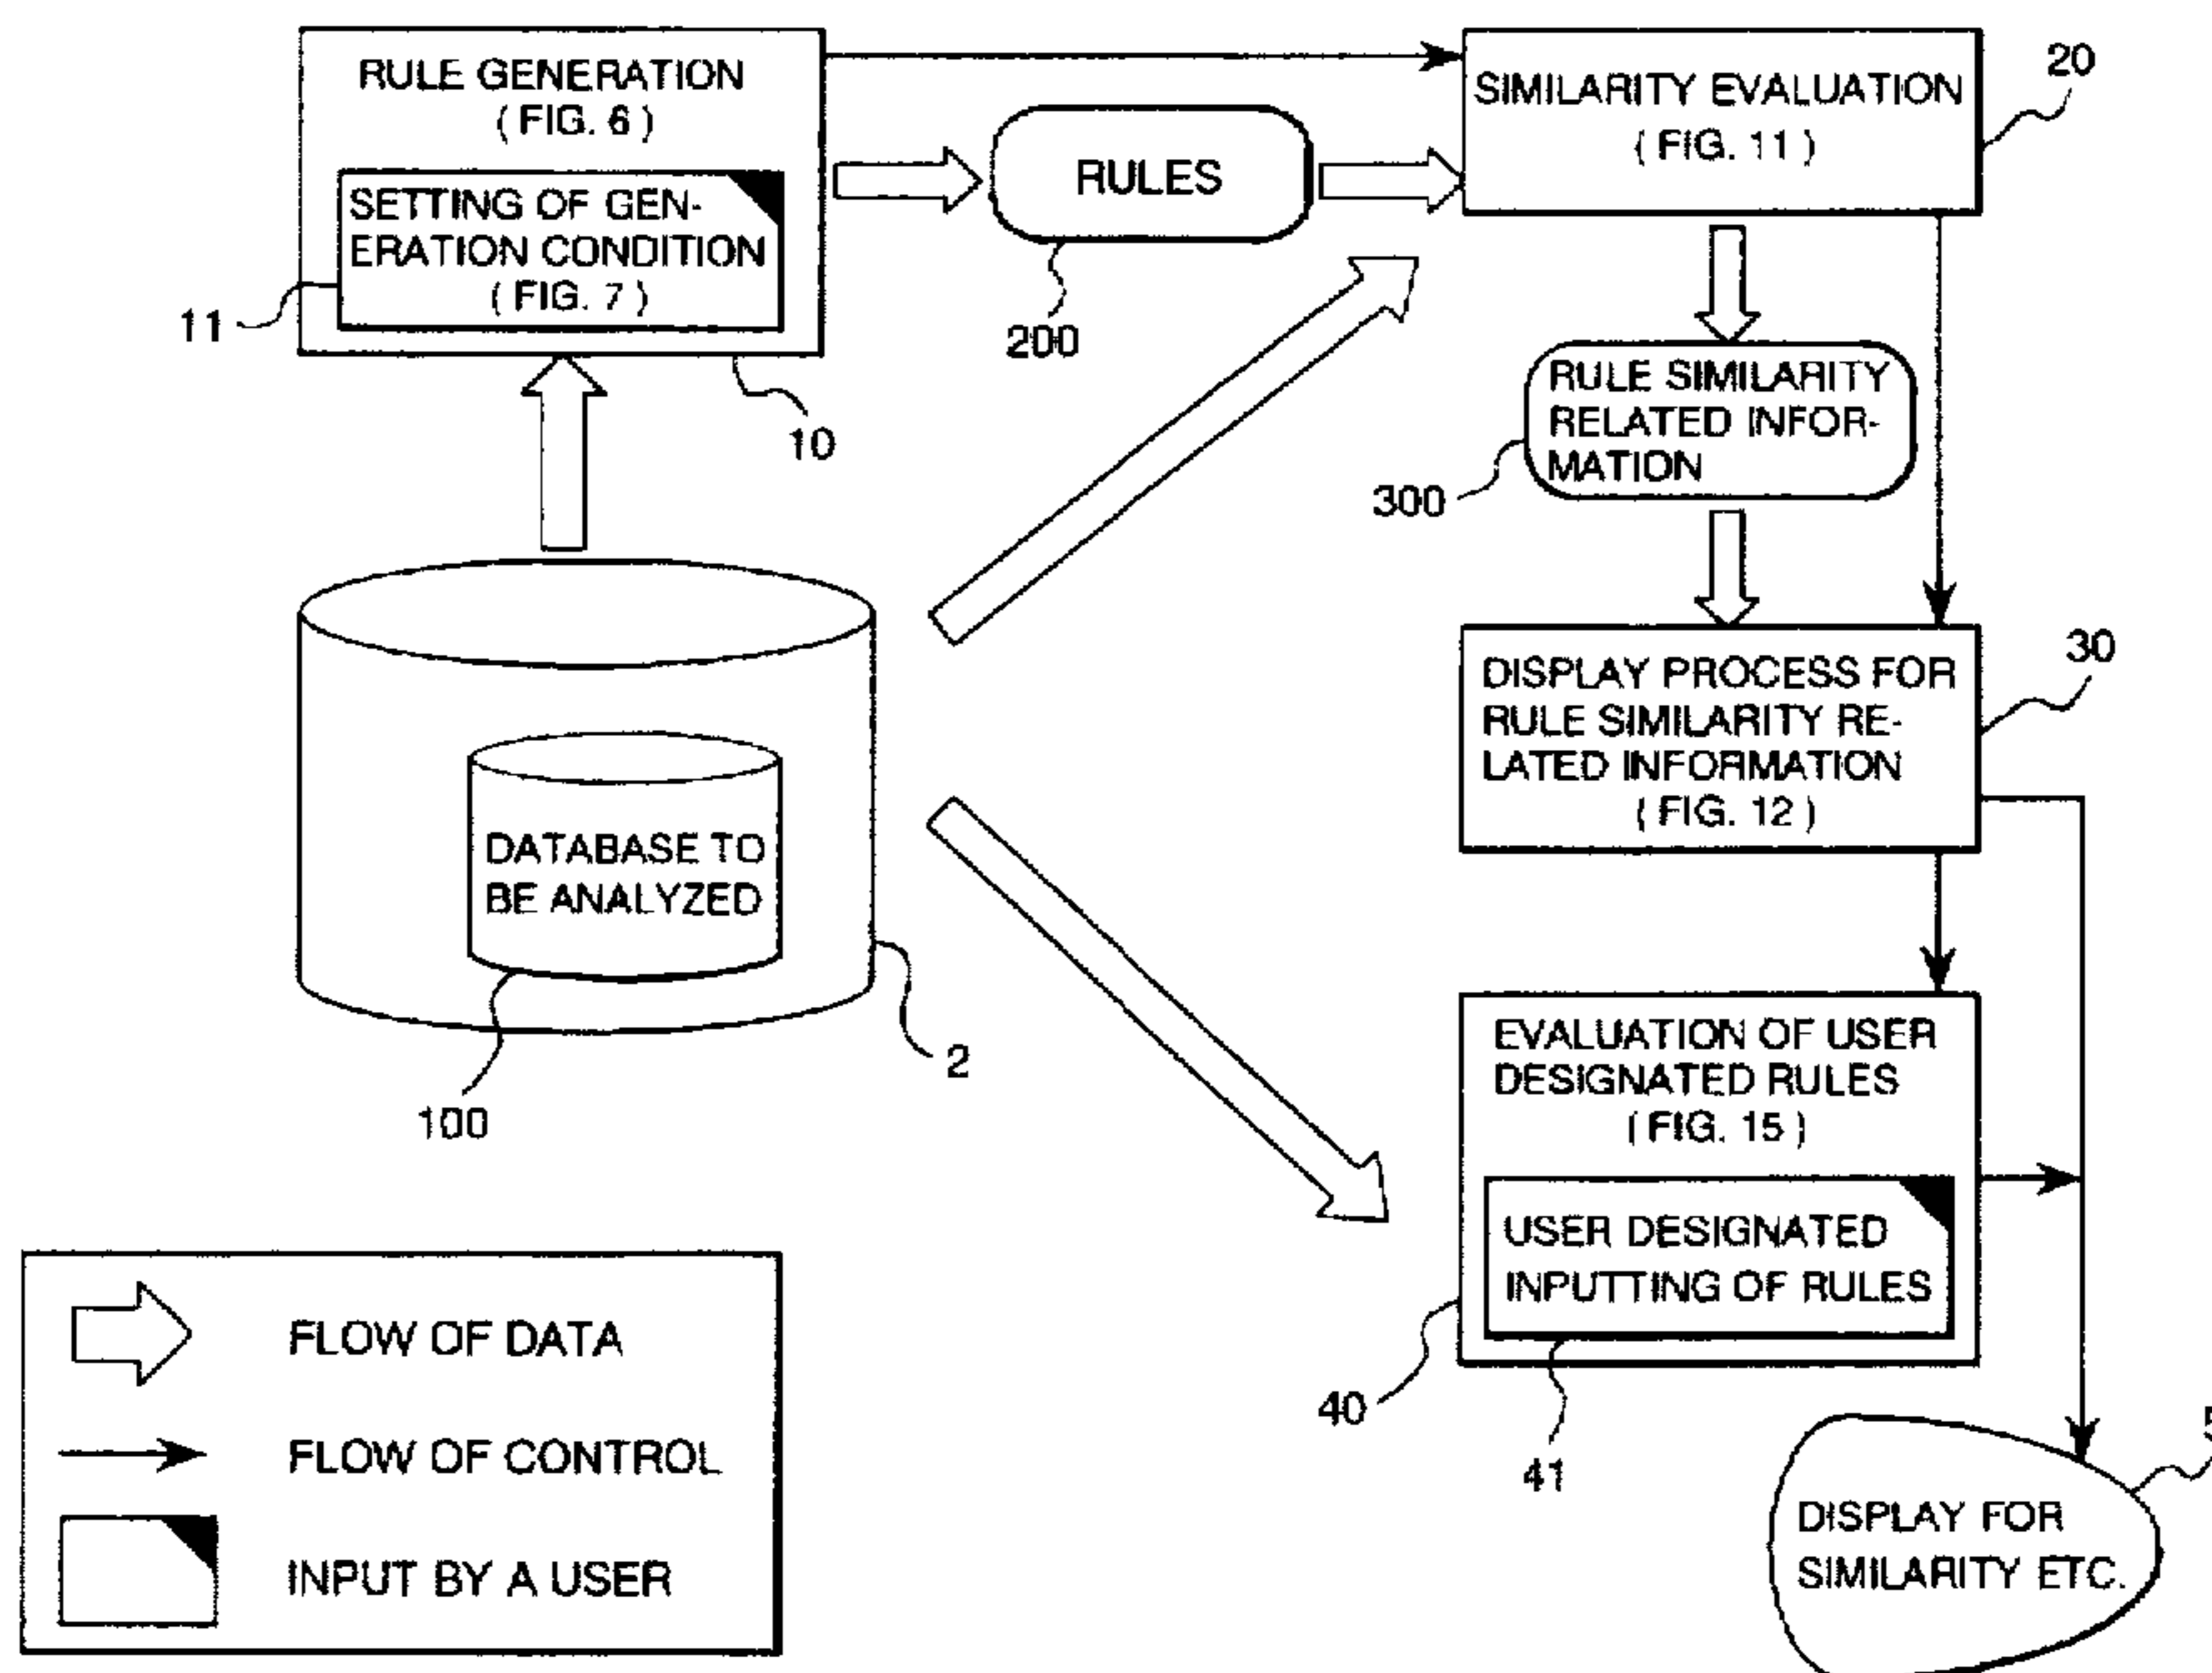 RULE GENERATION
( FIG. 6 )
SETTING OF GEN-
ERATION CONDITION
( FIG. 7 )
11
10
RULES
200
SIMILARITY EVALUATION
( FIG. 11 )
20
RULE SIMILARITY
RELATED INFOR-
MATION
300
DISPLAY PROCESS FOR
RULE SIMILARITY RE-
LATED INFORMATION
( FIG. 12 )
30
DATABASE TO
BE ANALYZED
100
2
EVALUATION OF USER
DESIGNATED RULES
( FIG. 15 )
USER DESIGNATED
INPUTTING OF RULES
40
41
5
DISPLAY FOR
SIMILARITY ETC.
FLOW OF DATA
FLOW OF CONTROL
INPUT BY A USER